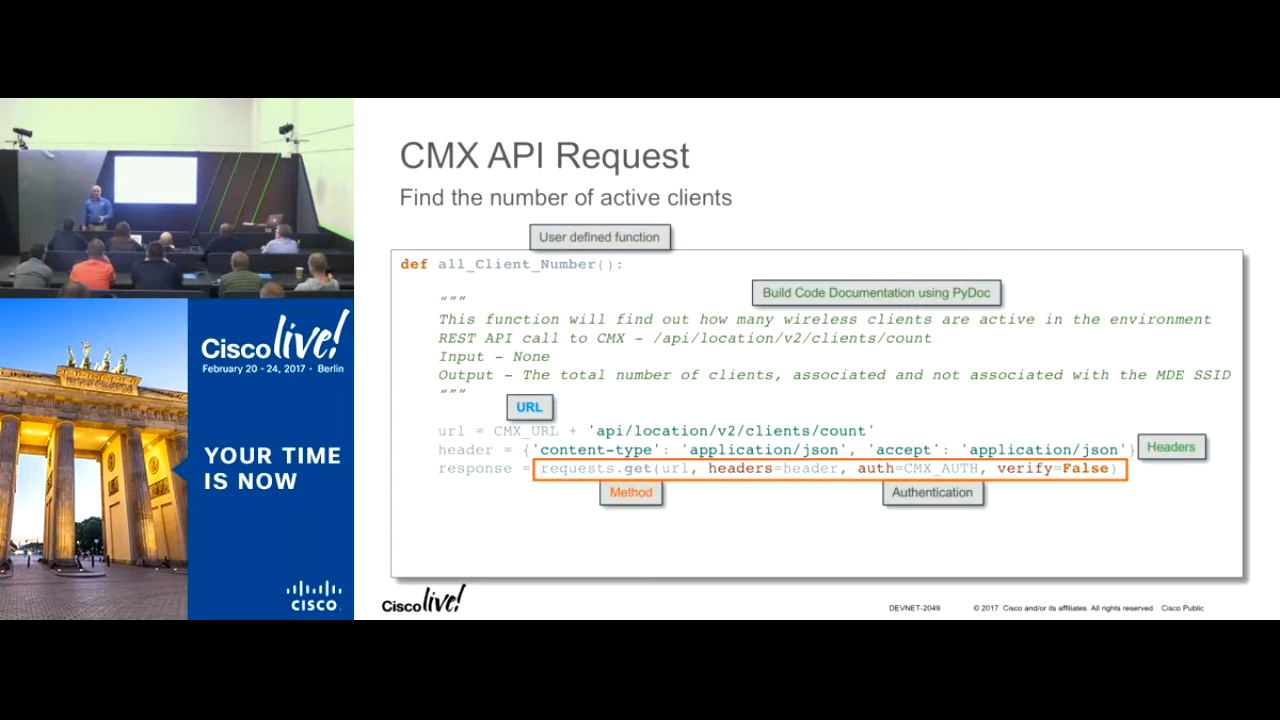 CMX API Request
Find the number of active clients
User defined function
def all_Client_Number():
Build Code Documentation using PyDoc
“””
This function will find out how many wireless clients are active in the environment
REST API call to CMX - /api/location/v2/clients/count
Input - None
Output - The total number of clients, associated and not associated with the MDE SSID
“””
URL
url = CMX_URL + 'api/location/v2/clients/count'
header = {'content-type': 'application/json', 'accept': 'application/json'}
Headers
response = requests.get(url, headers=header, auth=CMX_AUTH, verify=False)
Method
Authentication
Cisco live!
February 20 - 24, 2017 · Berlin
YOUR TIME
IS NOW
CISCO.
Cisco live!
DEVNET-2049 © 2017 Cisco and/or its affiliates. All rights reserved. Cisco Public